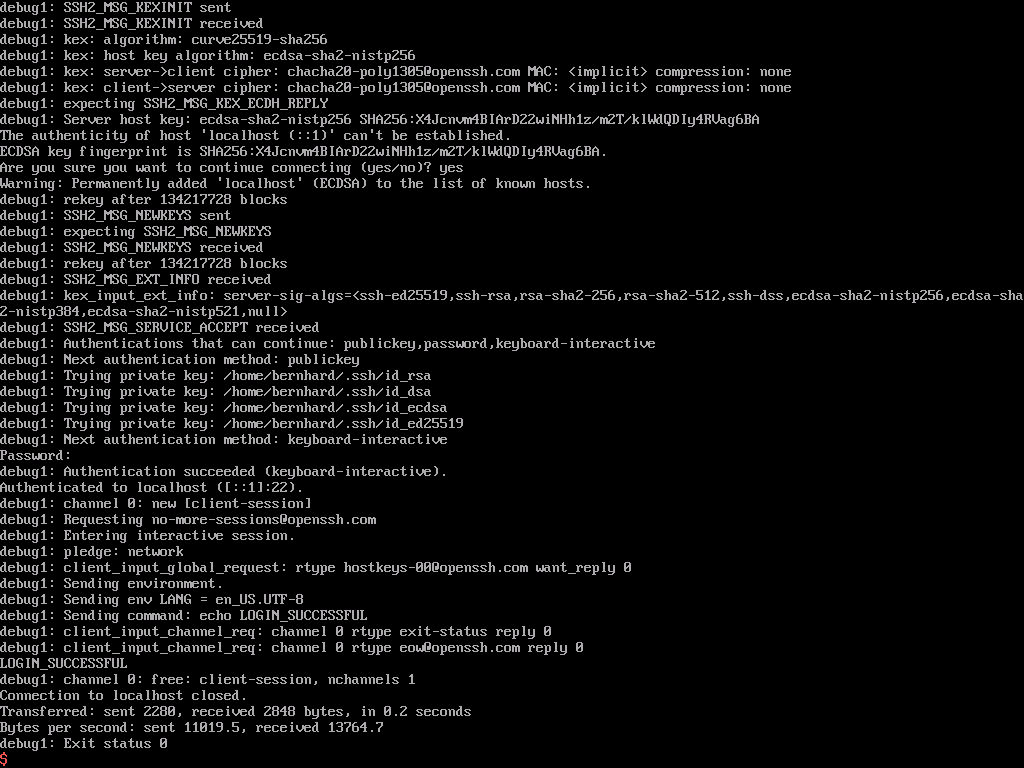 debug1: SSH2_MSG_KEXINIT sent
debug1: SSH2_MSG_KEXINIT received
debug1: kex: algorithm: curve25519-sha256
debug1: kex: host key algorithm: ecdsa-sha2-nistp256
debug1: kex: server->client cipher: chacha20-poly1305@openssh.com MAC: <implicit> compression: none
debug1: kex: client->server cipher: chacha20-poly1305@openssh.com MAC: <implicit> compression: none
debug1: expecting SSH2_MSG_KEX_ECDH_REPLY
debug1: Server host key: ecdsa-sha2-nistp256 SHA256:X4Jcnvm4BIArD22wiNHh1z/m2T/klWdQDIy4RVag6BA
The authenticity of host 'localhost (::1)' can't be established.
ECDSA key fingerprint is SHA256:X4Jcnvm4BIArD22wiNHh1z/m2T/klWdQDIy4RVag6BA.
Are you sure you want to continue connecting (yes/no)? yes
Warning: Permanently added 'localhost' (ECDSA) to the list of known hosts.
debug1: rekey after 134217728 blocks
debug1: SSH2_MSG_NEWKEYS sent
debug1: expecting SSH2_MSG_NEWKEYS
debug1: SSH2_MSG_NEWKEYS received
debug1: rekey after 134217728 blocks
debug1: SSH2_MSG_EXT_INFO received
debug1: kex_input_ext_info: server-sig-algs=<ssh-ed25519,ssh-rsa,rsa-sha2-256,rsa-sha2-512,ssh-dss,ecdsa-sha2-nistp256,ecdsa-sha
2-nistp384,ecdsa-sha2-nistp521,null>
debug1: SSH2_MSG_SERVICE_ACCEPT received
debug1: Authentications that can continue: publickey,password,keyboard-interactive
debug1: Next authentication method: publickey
debug1: Trying private key: /home/bernhard/.ssh/id_rsa
debug1: Trying private key: /home/bernhard/.ssh/id_dsa
debug1: Trying private key: /home/bernhard/.ssh/id_ecdsa
debug1: Trying private key: /home/bernhard/.ssh/id_ed25519
debug1: Next authentication method: keyboard-interactive
Password:
debug1: Authentication succeeded (keyboard-interactive).
Authenticated to localhost ([::1]:22).
debug1: channel 0: new [client-session]
debug1: Requesting no-more-sessions@openssh.com
debug1: Entering interactive session.
debug1: pledge: network
debug1: client_input_global_request: rtype hostkeys-00@openssh.com want_reply 0
debug1: Sending environment.
debug1: Sending env LANG = en_US.UTF-8
debug1: Sending command: echo LOGIN_SUCCESSFUL
debug1: client_input_channel_req: channel 0 rtype exit-status reply 0
debug1: client_input_channel_req: channel 0 rtype eow@openssh.com reply 0
LOGIN_SUCCESSFUL
debug1: channel 0: free: client-session, nchannels 1
Connection to localhost closed.
Transferred: sent 2280, received 2848 bytes, in 0.2 seconds
Bytes per second: sent 11019.5, received 13764.7
debug1: Exit status 0
$